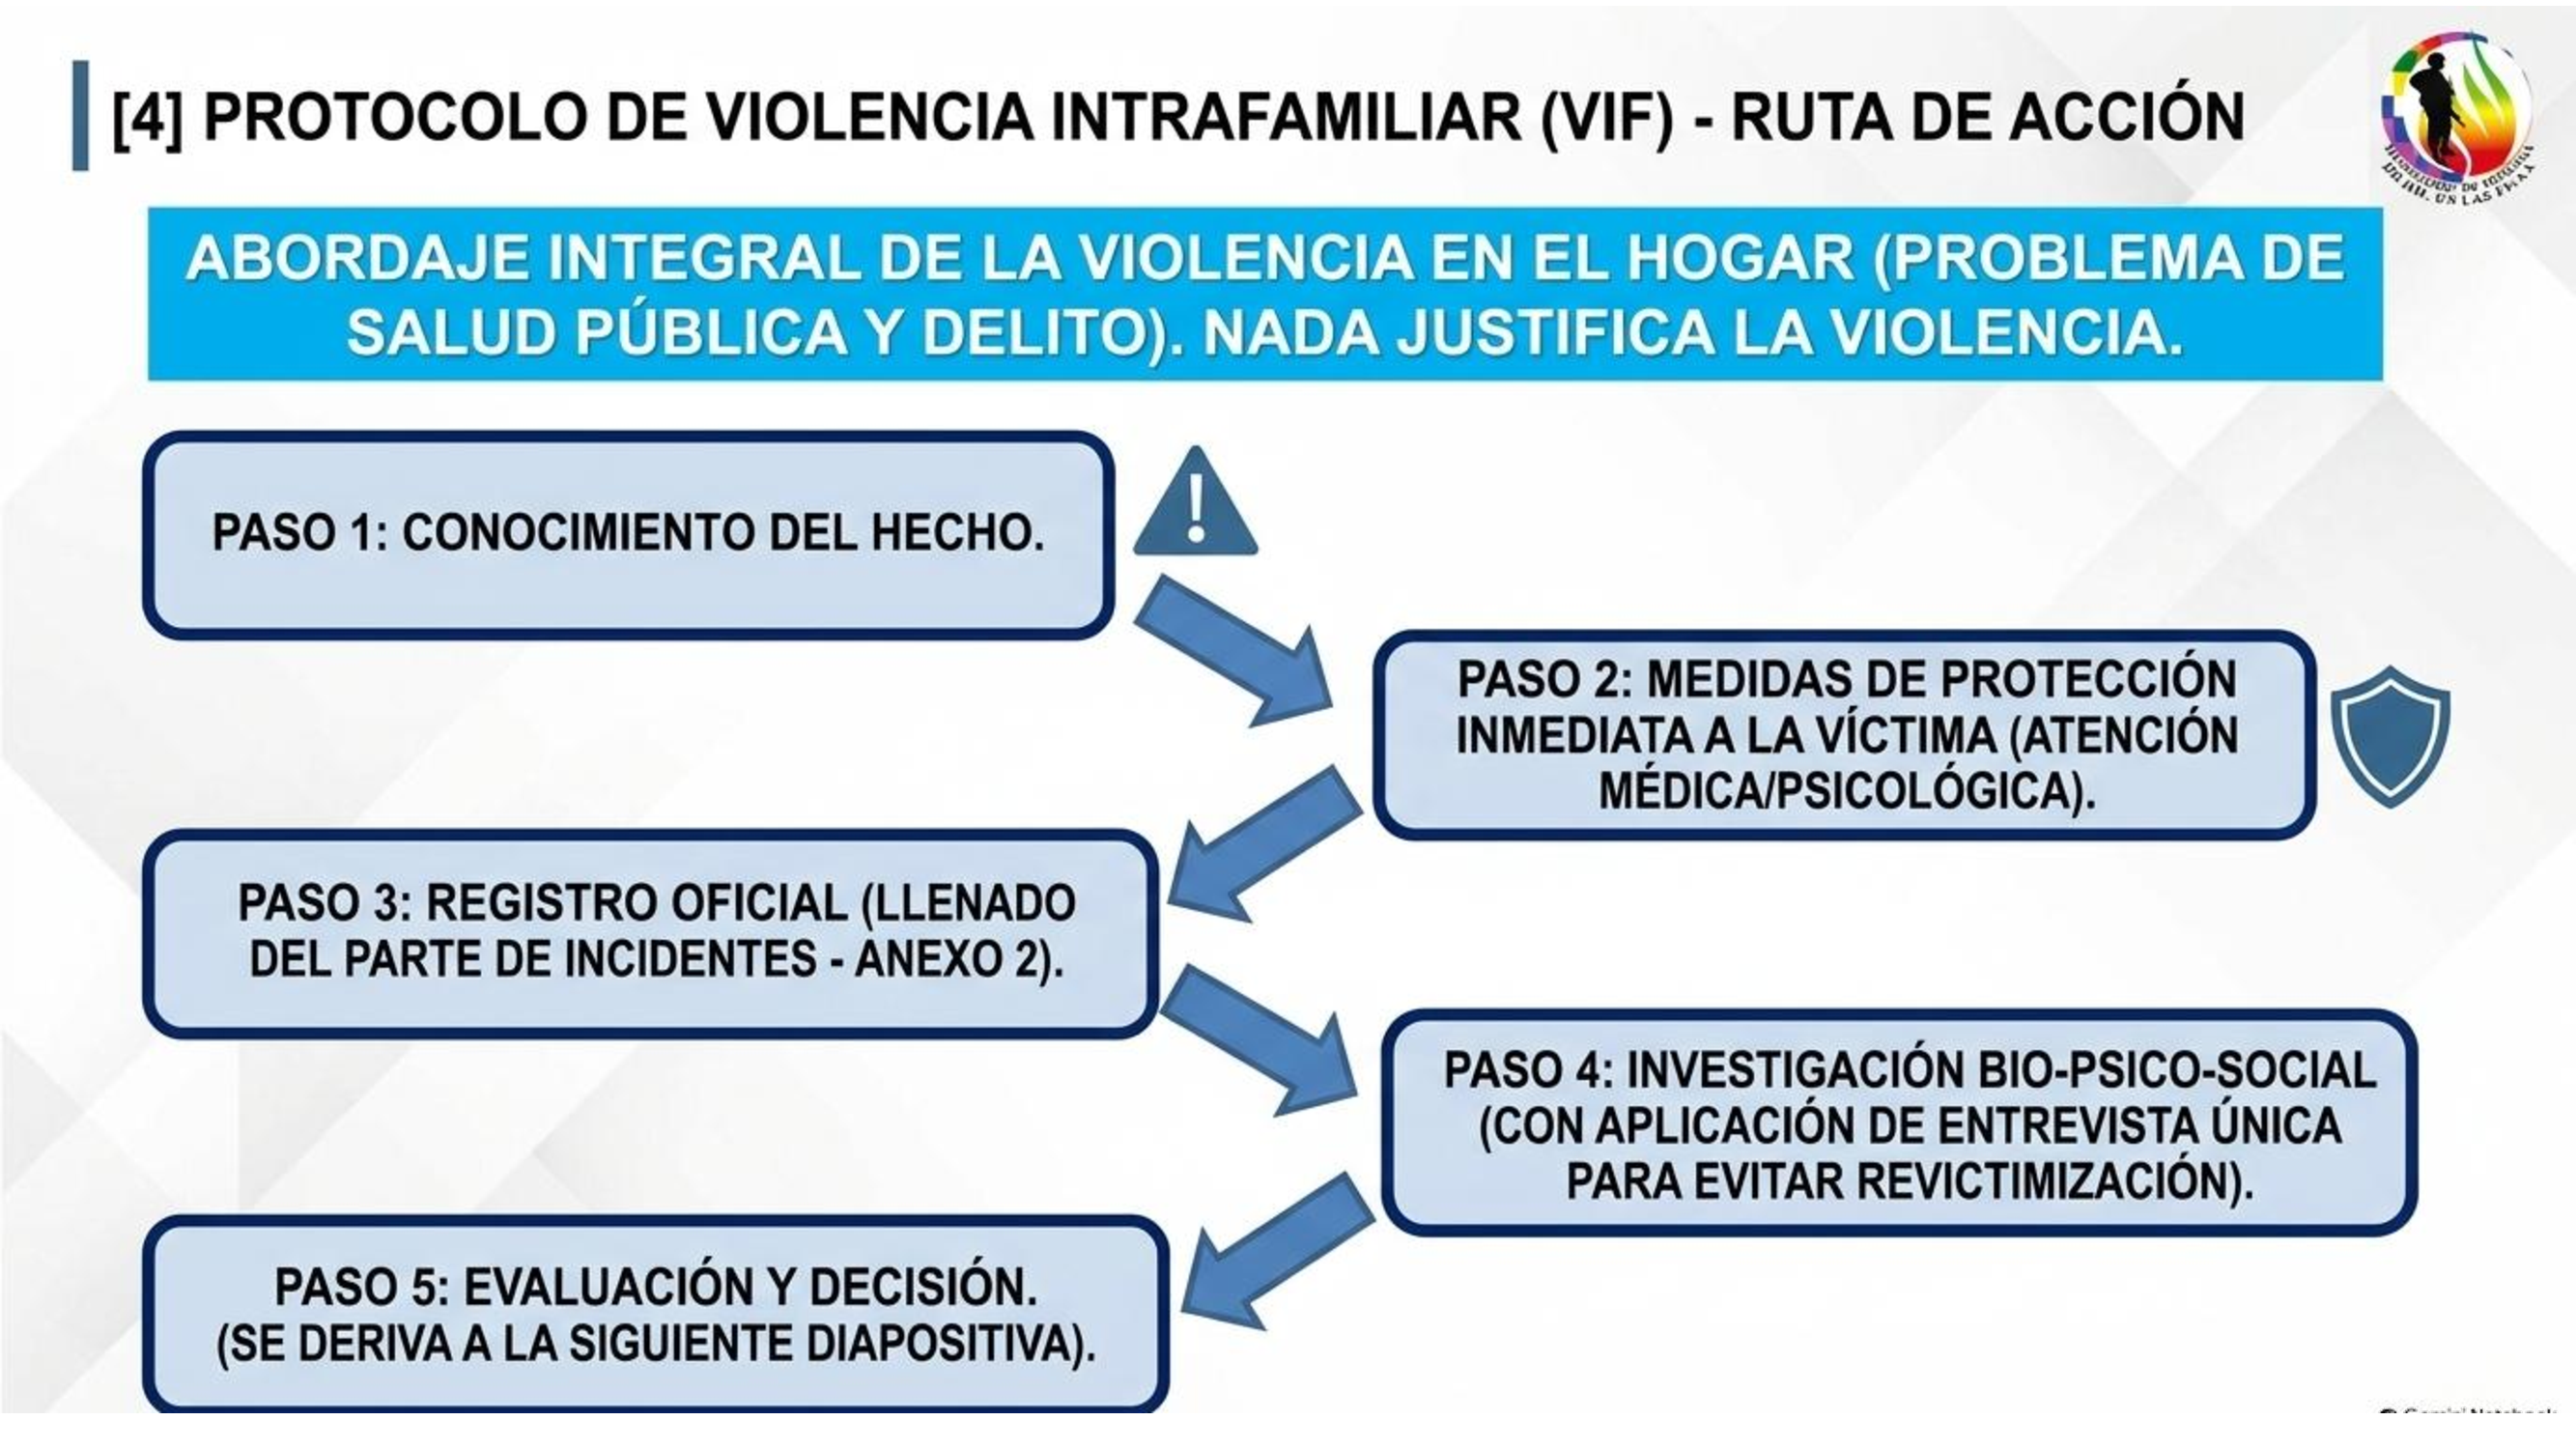 [4] PROTOCOLO DE VIOLENCIA INTRAFAMILIAR (VIF) - RUTA DE ACCIÓN
ABORDAJE INTEGRAL DE LA VIOLENCIA EN EL HOGAR (PROBLEMA DE
SALUD PÚBLICA Y DELITO). NADA JUSTIFICA LA VIOLENCIA.
PASO 1: CONOCIMIENTO DEL HECHO.
PASO 2: MEDIDAS DE PROTECCIÓN
INMEDIATA A LA VÍCTIMA (ATENCIÓN
MÉDICA/PSICOLÓGICA).
PASO 3: REGISTRO OFICIAL (LLENADO
DEL PARTE DE INCIDENTES - ANEXO 2).
PASO 4: INVESTIGACIÓN BIO-PSICO-SOCIAL
(CON APLICACIÓN DE ENTREVISTA ÚNICA
PARA EVITAR REVICTIMIZACIÓN).
PASO 5: EVALUACIÓN Y DECISIÓN.
(SE DERIVA A LA SIGUIENTE DIAPOSITIVA).